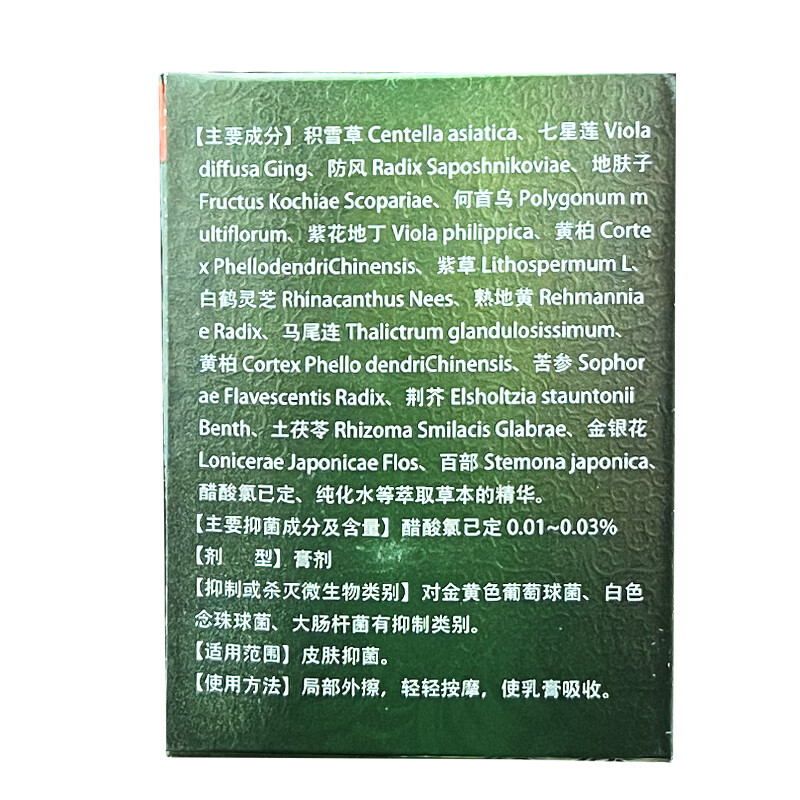 【主要成分】积雪草 Centella asiatica、七星莲 Viola
diffusa Ging、防风 Radix Saposhnikoviae、地肤子
Fructus Kochiae Scopariae、何首乌 Polygonum m
ultiflorum、紫花地丁 Viola philippica、黄柏 Corte
x PhellodendriChinensis、紫草 Lithospermum L、
白鹤灵芝 Rhinacanthus Nees、熟地黄 Rehmannia
e Radix、马尾连 Thalictrum glandulosissimum、
黄柏 Cortex Phello dendriChinensis、苦参 Sophor
ae Flavescentis Radix、荆芥 Elsholtzia stauntonii
Benth、土茯苓 Rhizoma Smilacis Glabrae、金银花
Lonicerae Japonicae Flos、百部 Stemona japonica、
醋酸氯已定、纯化水等萃取草本的精华。
【主要抑菌成分及含量】醋酸氯已定 0.01~0.03%
【剂 型】膏剂
【抑制或杀灭微生物类别】对金黄色葡萄球菌、白色
念珠球菌、大肠杆菌有抑制类别。
【适用范围】皮肤抑菌。
【使用方法】局部外擦，轻轻按摩，使乳膏吸收。